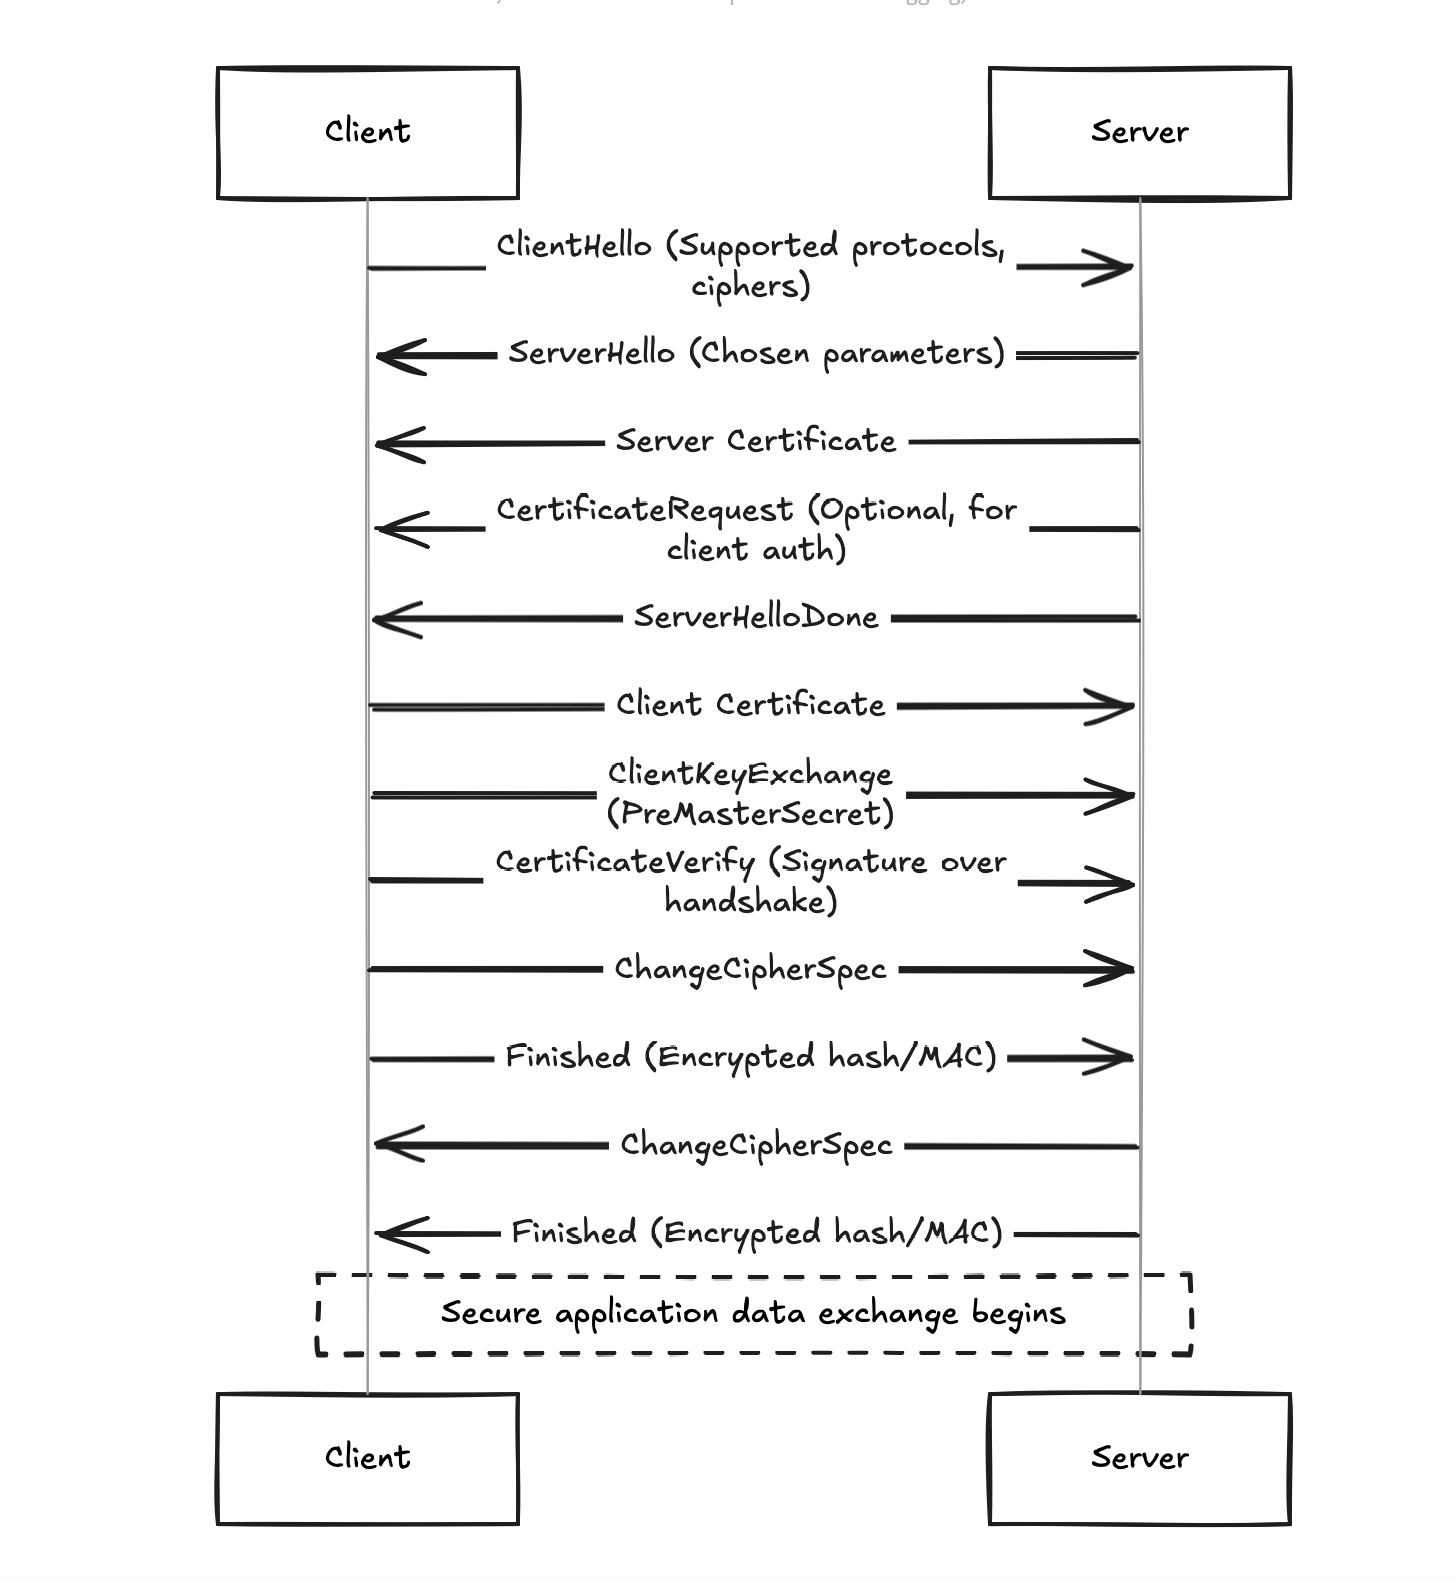 Client
Server
ClientHello (Supported protocols,
ciphers)
ServerHello (Chosen parameters)
Server Certificate
CertificateRequest (Optional, for
client auth)
ServerHelloDone
Client Certificate
ClientKeyExchange
(PreMasterSecret)
CertificateVerify (Signature over
handshake)
ChangeCipherSpec
Finished (Encrypted hash/MAC)
ChangeCipherSpec
Finished (Encrypted hash/MAC)
Secure application data exchange begins
Client
Server